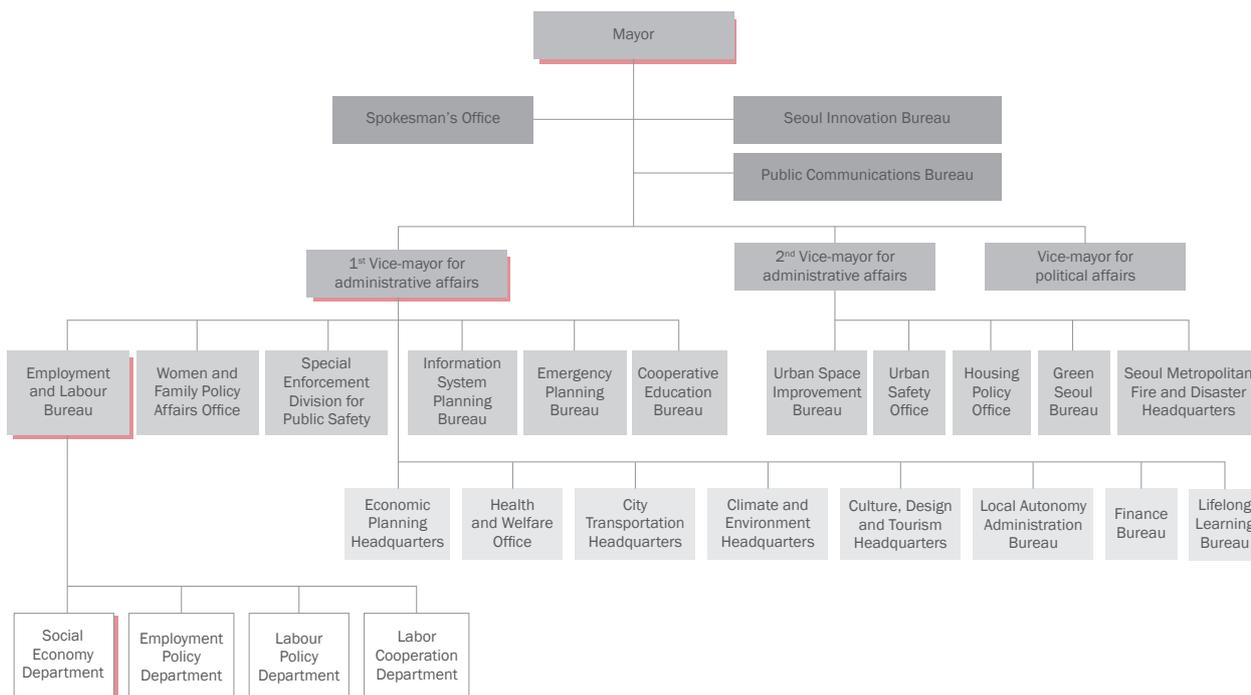 Mayor
Spokesman’s Office
Seoul Innovation Bureau
Public Communications Bureau
1st Vice-mayor for
administrative affairs
2nd Vice-mayor for
administrative affairs
Vice-mayor for
political affairs
Employment
and Labour
Bureau
Women and
Family Policy
Affairs Office
Special
Enforcement
Division for
Public Safety
Information
System
Planning
Bureau
Emergency
Planning
Bureau
Cooperative
Education
Bureau
Urban Space
Improvement
Bureau
Urban
Safety
Office
Housing
Policy
Office
Green
Seoul
Bureau
Seoul Metropolitan
Fire and Disaster
Headquarters
Economic
Planning
Headquarters
Health
and Welfare
Office
City
Transportation
Headquarters
Climate and
Environment
Headquarters
Culture, Design
and Tourism
Headquarters
Local Autonomy
Administration
Bureau
Finance
Bureau
Lifelong
Learning
Bureau
Social
Economy
Department
Employment
Policy
Department
Labour
Policy
Department
Labor
Cooperation
Department